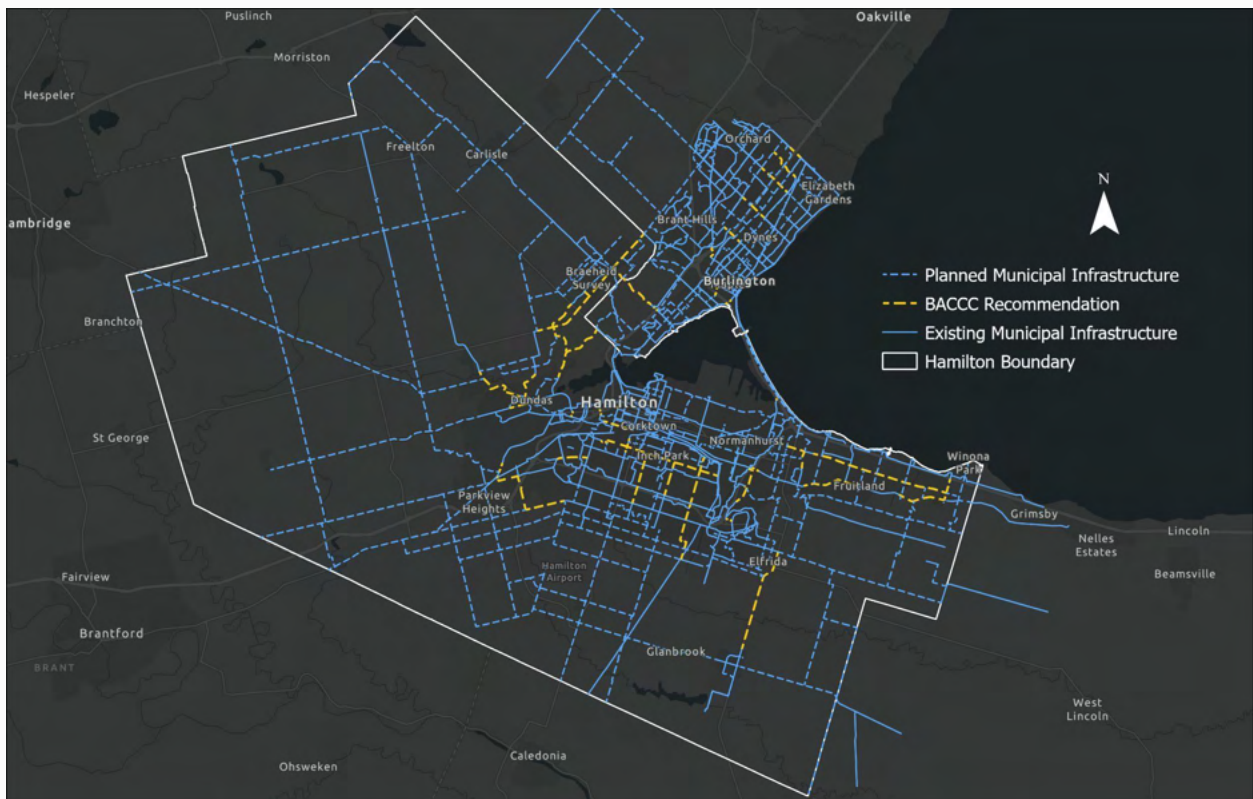 Puslinch
Oakville
Morriston
Hespeler
Orchard
Freelton
Carlisle
Elizabeth
Gardens
N
Brant Hills
ambridge
Dynes
Braeheid
Survey
Burlington
Planned Municipal Infrastructure
BACCC Recommendation
Existing Municipal Infrastructure
Hamilton Boundary
Branchton
Dundas
Hamilton
St George
Corktown
Normanhurst
Inch Park
Winona
Park
Fruitland
Parkview
Heights
Grimsby
Lincoln
Nelles
Estates
Hamilton
Airport
Elfrida
Beamsville
Fairview
Brantford
Glanbrook
BRANT
West
Lincoln
Caledonia
Ohsweken